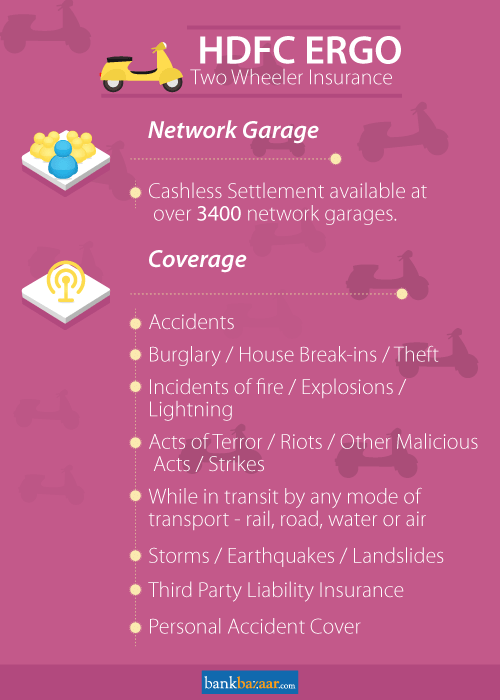 HDFC ERGO
Two Wheeler Insurance
Network Garage
Cashless Settlement available at
over 3400 network garages.
Coverage
Accidents
Burglary / House Break-ins / Theft
Incidents of fire / Explosions /
Lightning
Acts of Terror / Riots / Other Malicious
Acts / Strikes
While in transit by any mode of
transport - rail, road, water or air
Storms / Earthquakes / Landslides
Third Party Liability Insurance
Personal Accident Cover
bankbazaar.com